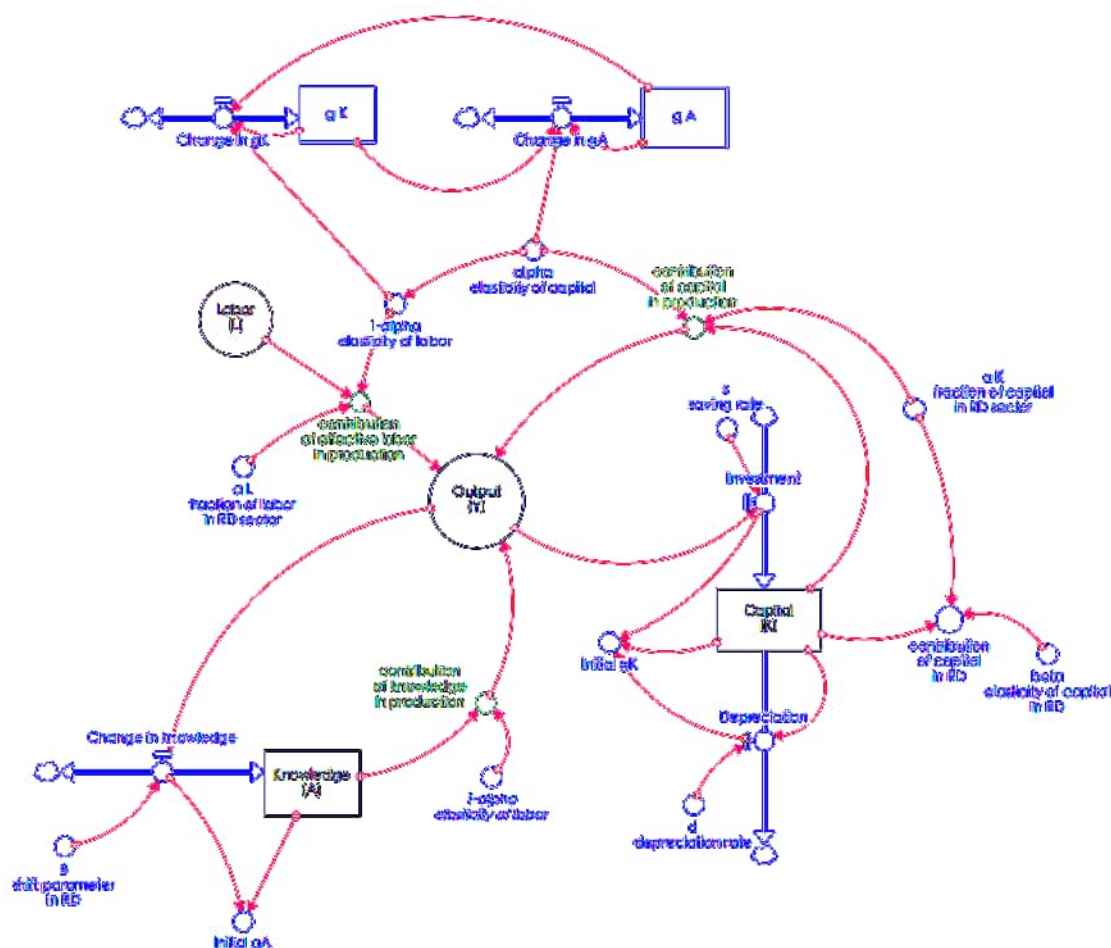 g K
g A
Change in gK
Change in gA
alpha
elasticity of capital
contribution
of capital
in production
Labor
(L)
1-alpha
elasticity of labor
a K
fraction of capital
in RD sector
s
saving rate
contribution
of effective labor
in production
a L
fraction of labor
in RD sector
Output
(Y)
Investment
Capital
(K)
Initial gK
contribution
of capital
in RD
beta
elasticity of capital
in RD
contribution
of knowledge
in production
Depreciation
Change in knowledge
Knowledge
(A)
1-alpha
elasticity of labor
d
depreciation rate
B
shift parameter
in RD
Initial gA